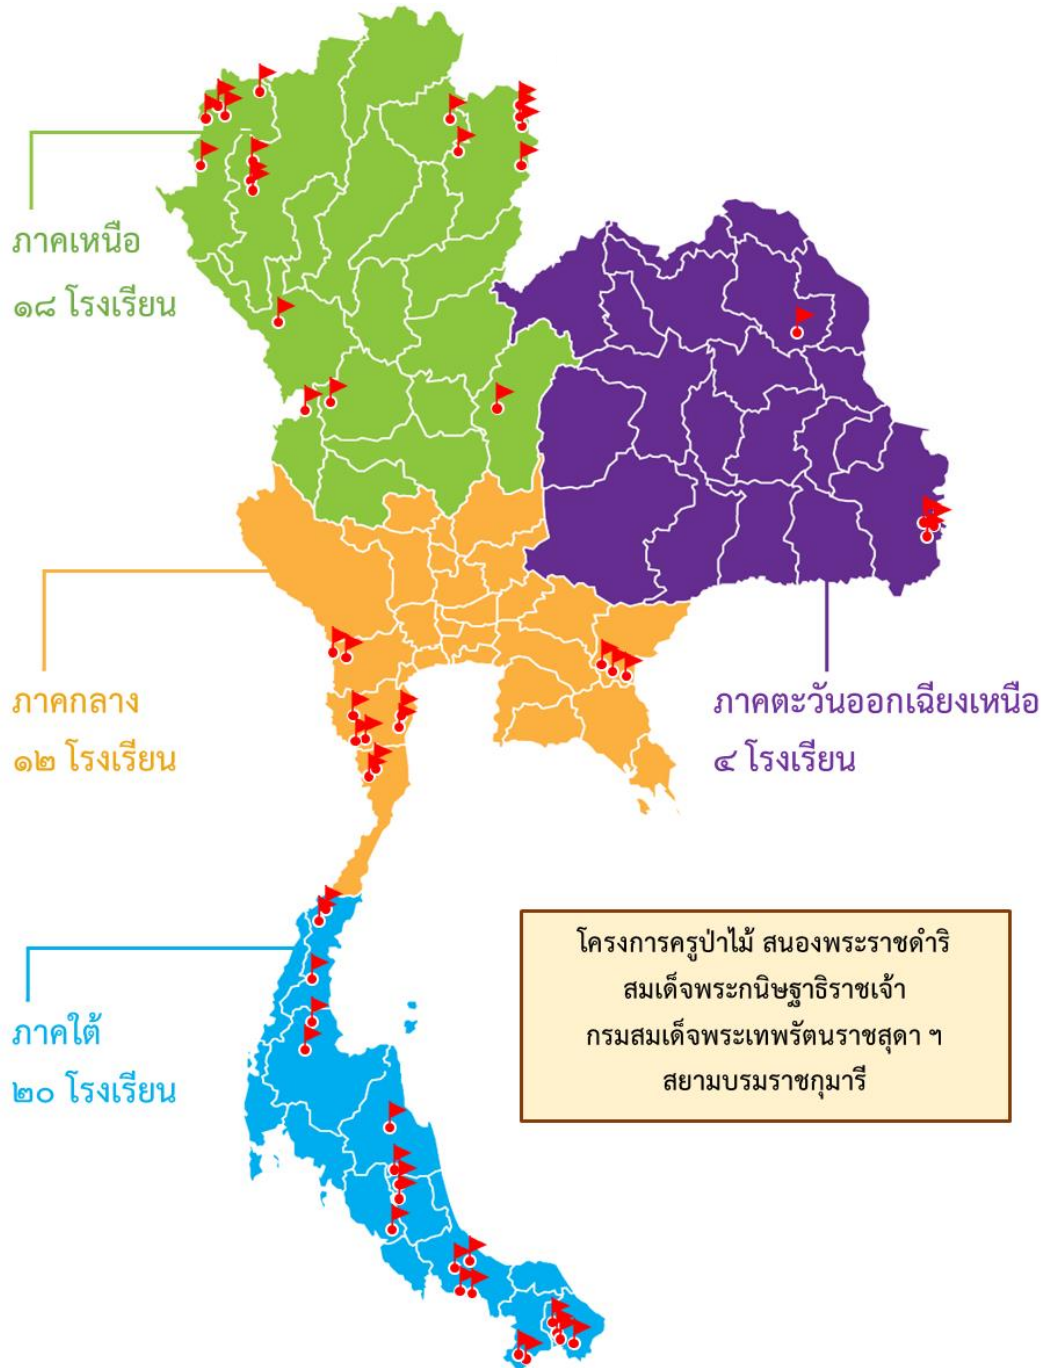 ภาคเหนือ
๑๘ โรงเรียน
ภาคกลาง
๑๒ โรงเรียน
ภาคตะวันออกเฉียงเหนือ
๔ โรงเรียน
ภาคใต้
๒๐ โรงเรียน
โครงการครูป่าไม้ สนองพระราชดำริ
สมเด็จพระกนิษฐาธิราชเจ้า
กรมสมเด็จพระเทพรัตนราชสุดา ฯ
สยามบรมราชกุมารี